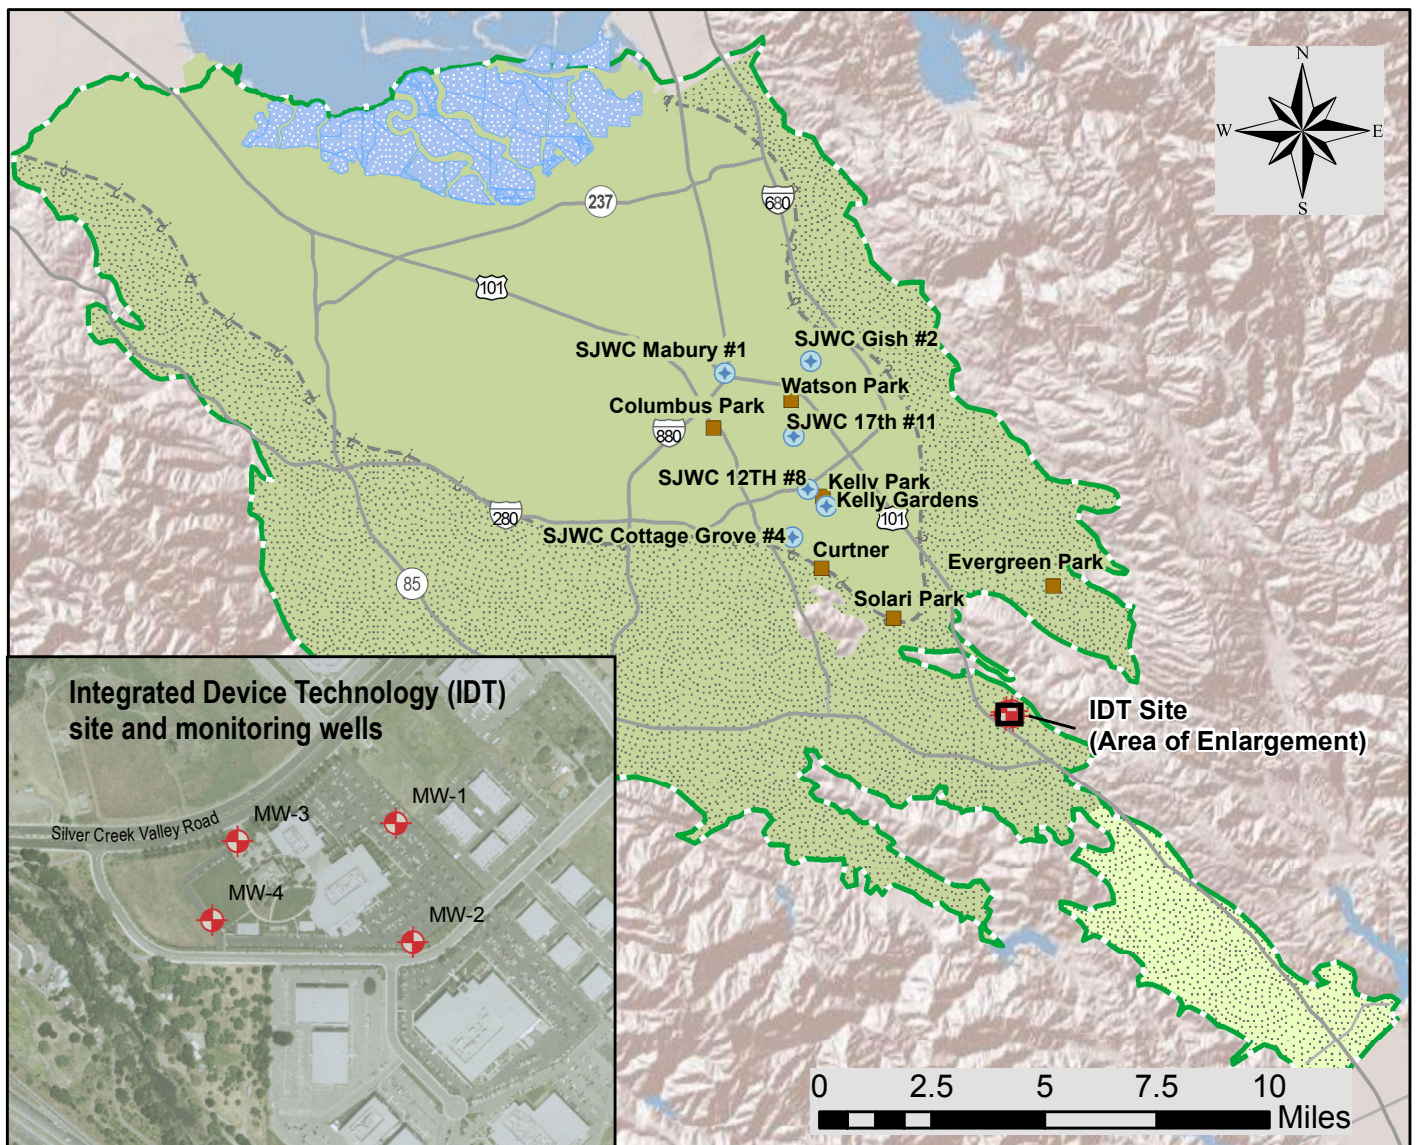 N
W E
S
237
680
101
SJWC Gish #2
SJWC Mabury #1
Watson Park
Columbus Park
SJWC 17th #11
880
SJWC 12TH #8
Kelly Park
Kelly Gardens
280
101
SJWC Cottage Grove #4
Curtner
Evergreen Park
85
Solari Park
IDT Site
(Area of Enlargement)
Integrated Device Technology (IDT)
site and monitoring wells
MW-1
MW-3
Silver Creek Valley Road
MW-4
MW-2
0 2.5 5 7.5 10
Miles